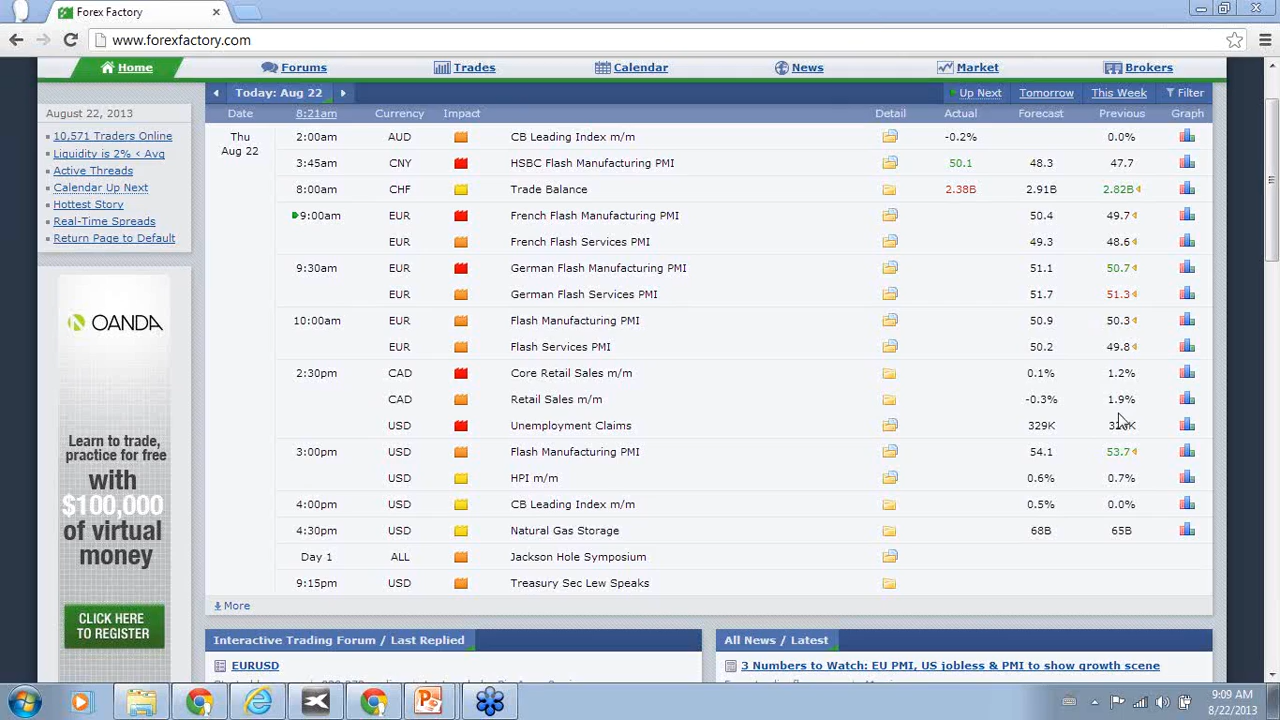 Forex Factory
www.forexfactory.com
Home Forums Trades Calendar News Market Brokers
August 22, 2013
10,571 Traders Online
Liquidity is 2% < Avg
Active Threads
Calendar Up Next
Hottest Story
Real-Time Spreads
Return Page to Default
OANDA
Learn to trade,
practice for free
with
$100,000
of virtual
money
CLICK HERE
TO REGISTER
Today: Aug 22 Up Next Tomorrow This Week Filter
Date 8:21am Currency Impact Detail Actual Forecast Previous Graph
Thu
Aug 22
2:00am AUD CB Leading Index m/m -0.2% 0.0%
3:45am CNY HSBC Flash Manufacturing PMI 50.1 48.3 47.7
8:00am CHF Trade Balance 2.38B 2.91B 2.82B
9:00am EUR French Flash Manufacturing PMI 50.4 49.7
EUR French Flash Services PMI 49.3 48.6
9:30am EUR German Flash Manufacturing PMI 51.1 50.7
EUR German Flash Services PMI 51.7 51.3
10:00am EUR Flash Manufacturing PMI 50.9 50.3
EUR Flash Services PMI 50.2 49.8
2:30pm CAD Core Retail Sales m/m 0.1% 1.2%
CAD Retail Sales m/m -0.3% 1.9%
USD Unemployment Claims 329K
3:00pm USD Flash Manufacturing PMI 54.1 53.7
USD HPI m/m 0.6% 0.7%
4:00pm USD CB Leading Index m/m 0.5% 0.0%
4:30pm USD Natural Gas Storage 68B 65B
Day 1 ALL Jackson Hole Symposium
9:15pm USD Treasury Sec Lew Speaks
More
Interactive Trading Forum / Last Replied
EURUSD
All News / Latest
3 Numbers to Watch: EU PMI, US jobless & PMI to show growth scene
9:09 AM
8/22/2013